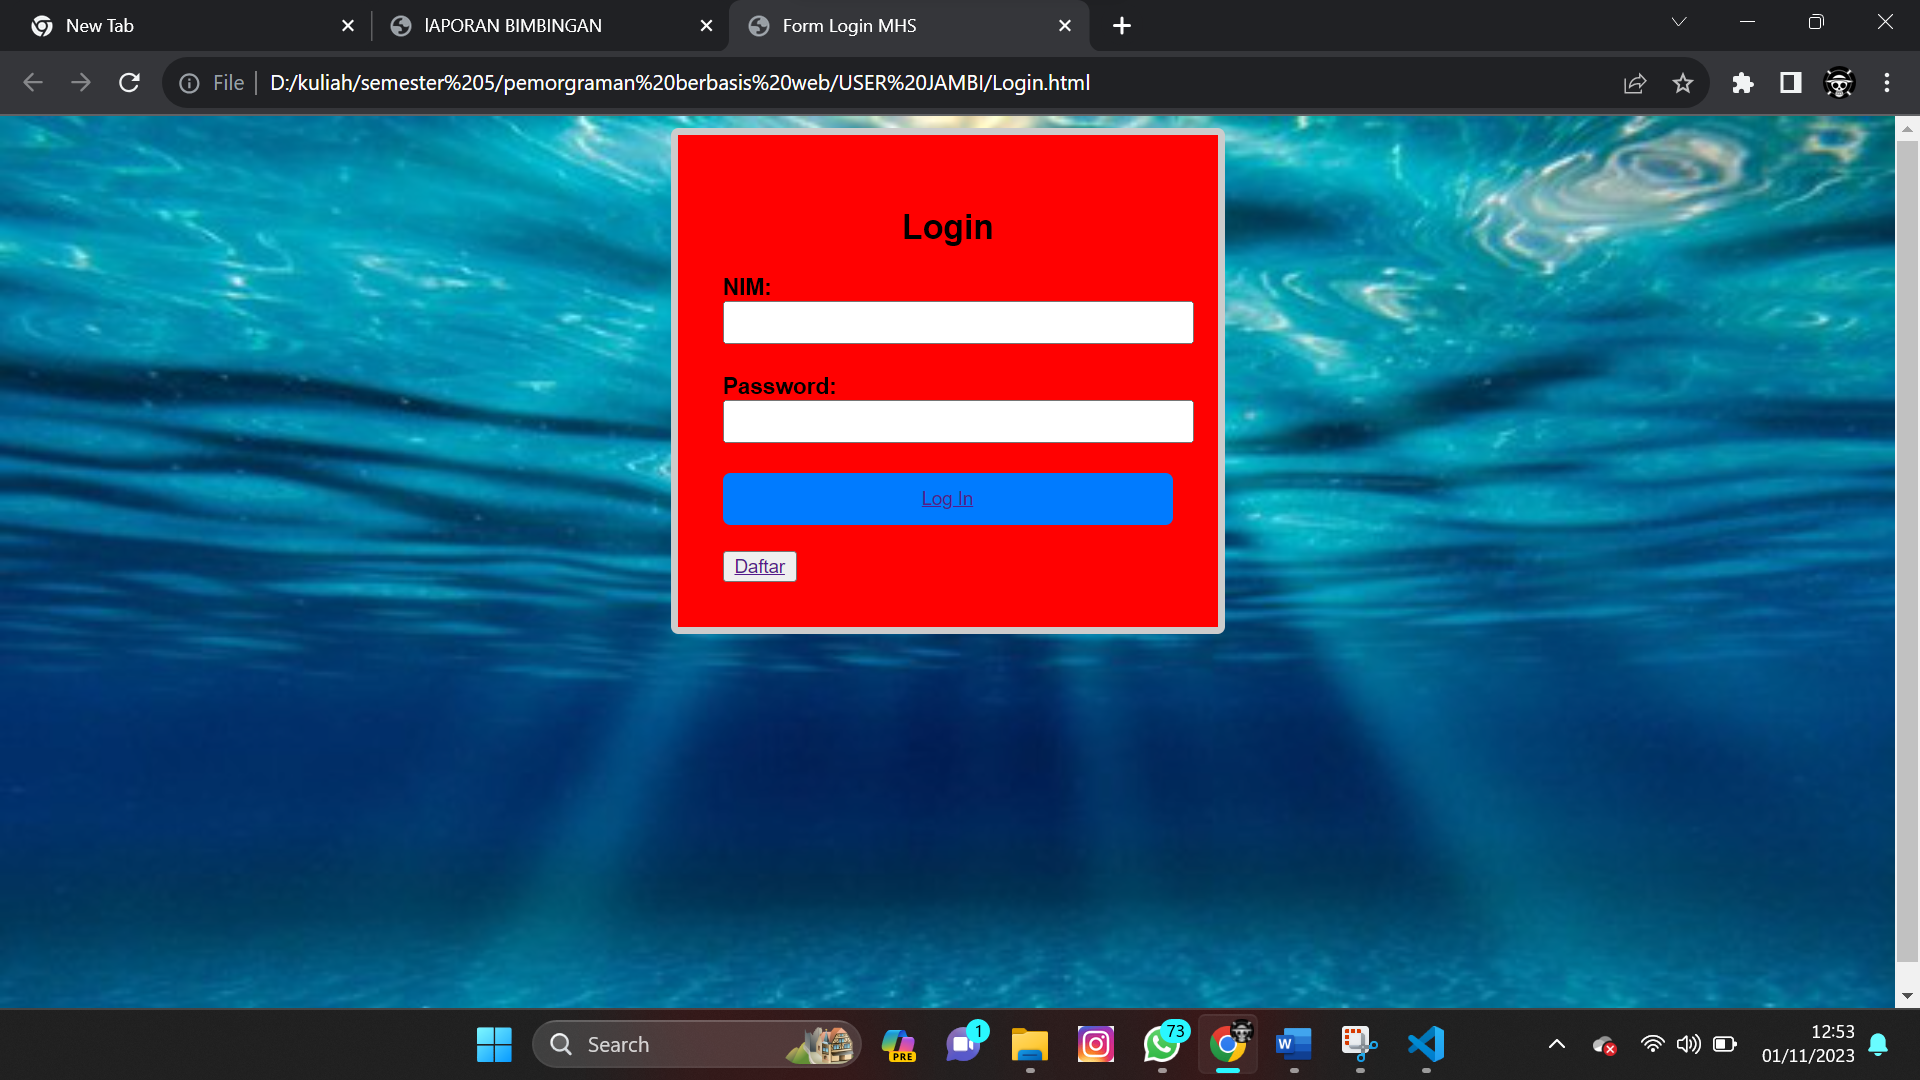 New Tab
lAPORAN BIMBINGAN
Form Login MHS
File
D:/kuliah/semester%205/pemorgraman%20berbasis%20web/USER%20JAMBI/Login.html
Login
NIM:
Password:
Log In
Daftar
Search
PRE
1
73
W
12:53
01/11/2023